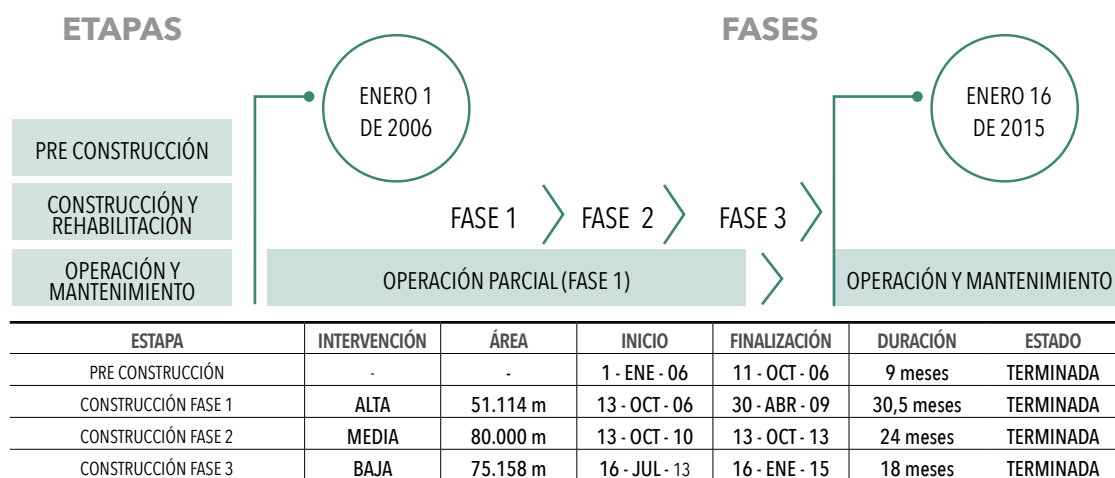 ETAPAS
FASES
ENERO 1
DE 2006
ENERO 16
DE 2015
PRE CONSTRUCCIÓN
CONSTRUCCIÓN Y
REHABILITACIÓN
FASE 1
FASE 2
FASE 3
OPERACIÓN Y
MANTENIMIENTO
OPERACIÓN PARCIAL (FASE 1)
OPERACIÓN Y MANTENIMIENTO
ESTAPA INTERVENCIÓN ÁREA INICIO FINALIZACIÓN DURACIÓN ESTADO
PRE CONSTRUCCIÓN - - 1 - ENE - 06 11 - OCT - 06 9 meses TERMINADA
CONSTRUCCIÓN FASE 1 ALTA 51.114 m 13 - OCT - 06 30 - ABR - 09 30,5 meses TERMINADA
CONSTRUCCIÓN FASE 2 MEDIA 80.000 m 13 - OCT - 10 13 - OCT - 13 24 meses TERMINADA
CONSTRUCCIÓN FASE 3 BAJA 75.158 m 16 - JUL - 13 16 - ENE - 15 18 meses TERMINADA